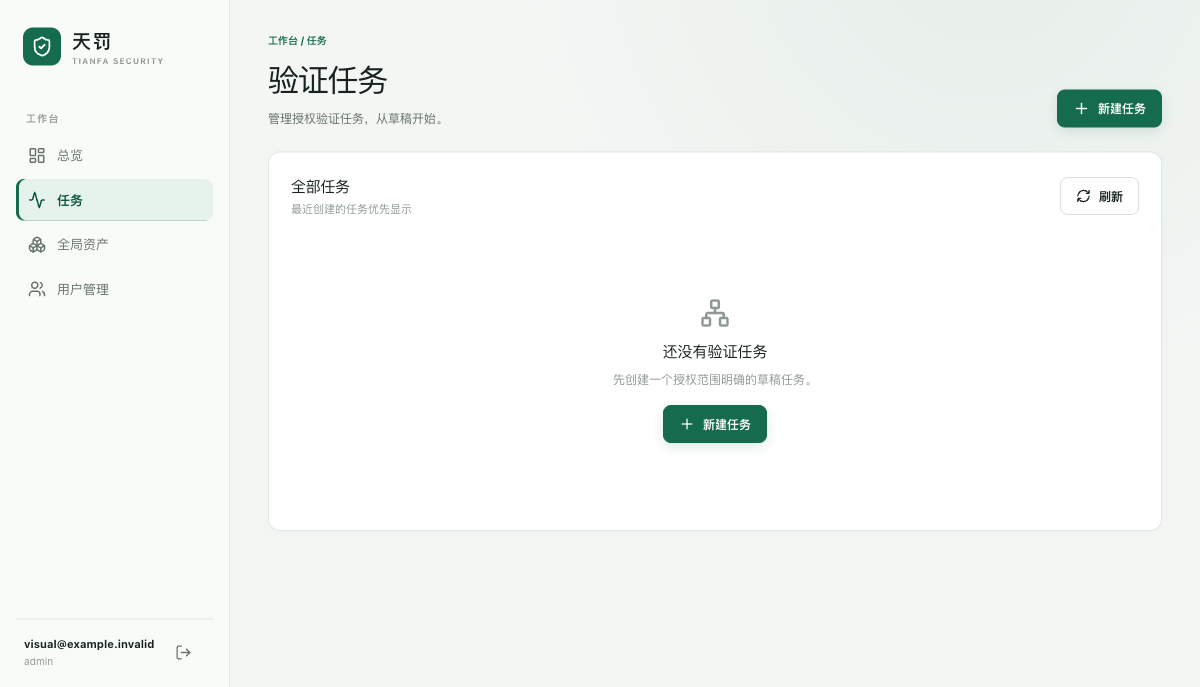 天罚
TIANFA SECURITY
工作台
总览
任务
全局资产
用户管理
visual@example.invalid
admin
工作台 / 任务
验证任务
管理授权验证任务，从草稿开始。
新建任务
全部任务
最近创建的任务优先显示
刷新
还没有验证任务
先创建一个授权范围明确的草稿任务。
新建任务